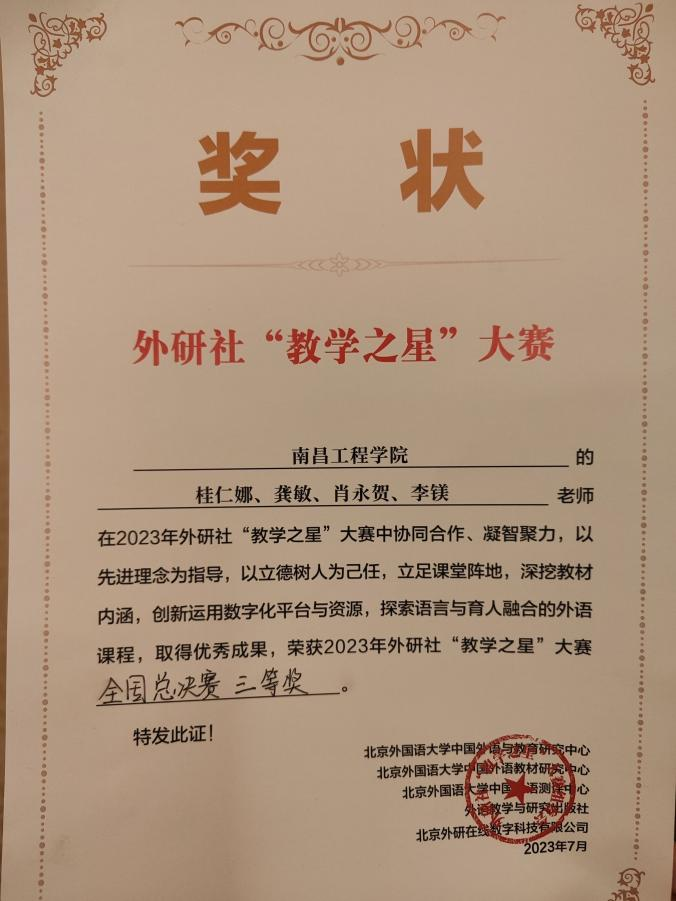 奖 状
外研社“教学之星”大赛
南昌工程学院 的
桂仁娜、龚敏、肖永贺、李镁 老师
在2023年外研社“教学之星”大赛中协同合作、凝智聚力，以
先进理念为指导，以立德树人为己任，立足课堂阵地，深挖教材
内涵，创新运用数字化平台与资源，探索语言与育人融合的外语
课程，取得优秀成果，荣获2023年外研社“教学之星”大赛
全国总决赛 三等奖 。
特发此证！
北京外国语大学中国外语与教育研究中心
北京外国语大学中国外语教材研究中心
北京外国语大学中国外语测评中心
外语教学与研究出版社
北京外研在线数字科技有限公司
2023年7月